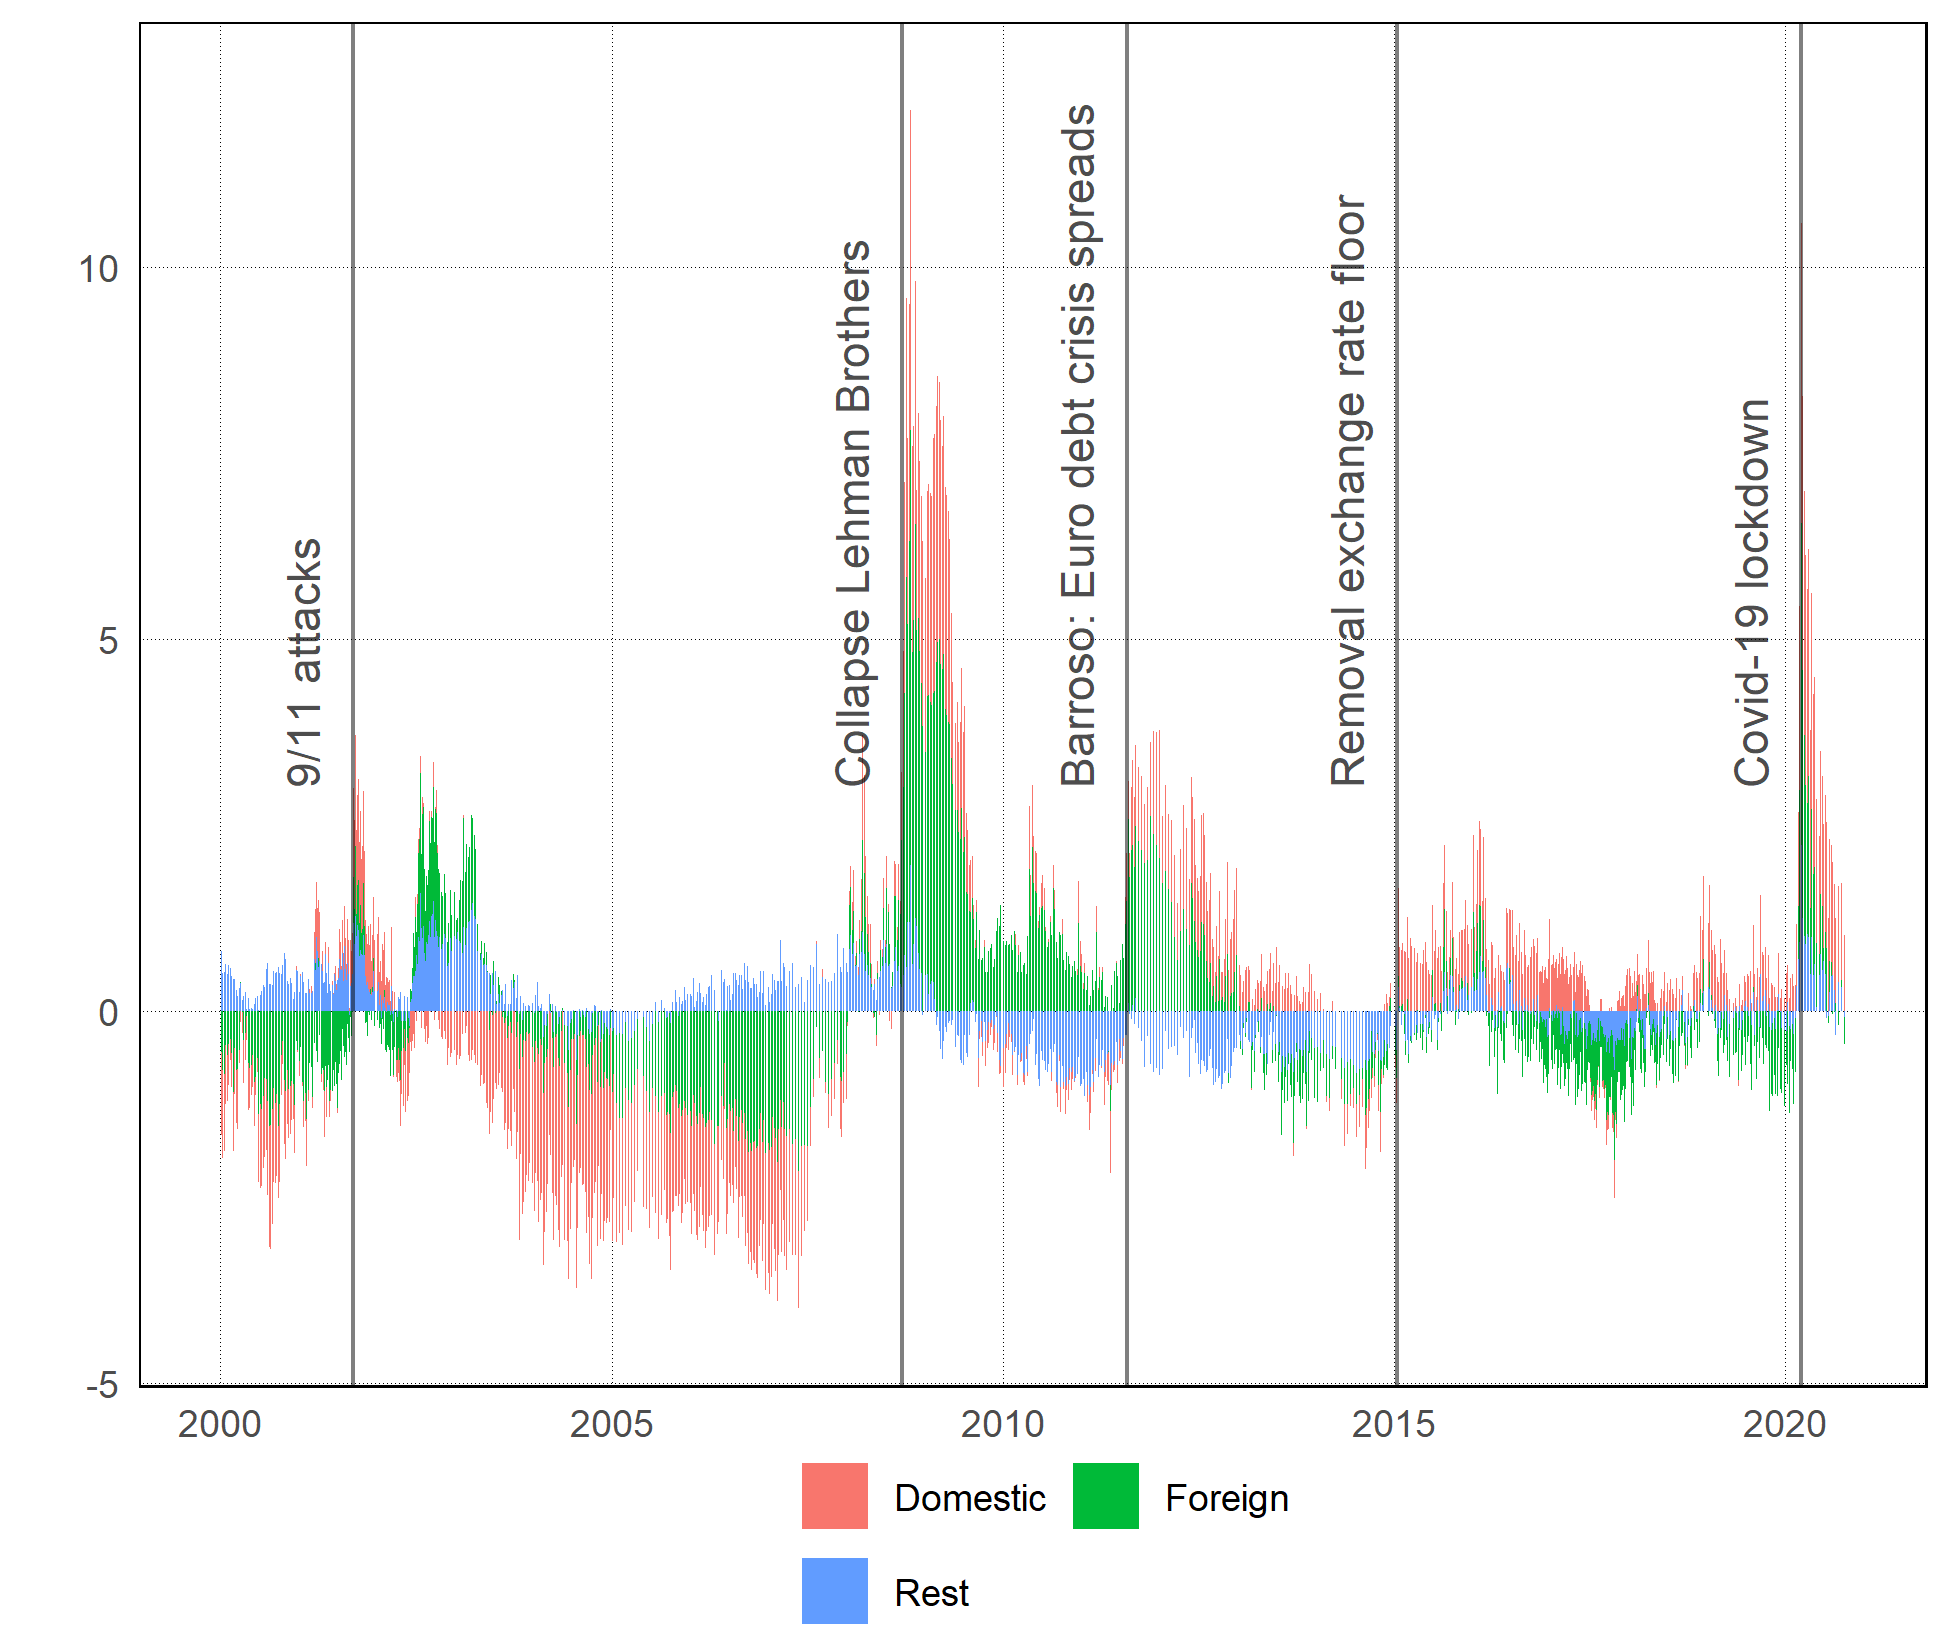 10
5
0
-5
9/11 attacks
Collapse Lehman Brothers
Barroso: Euro debt crisis spreads
Removal exchange rate floor
Covid-19 lockdown
2000
2005
2010
2015
2020
Domestic
Foreign
Rest